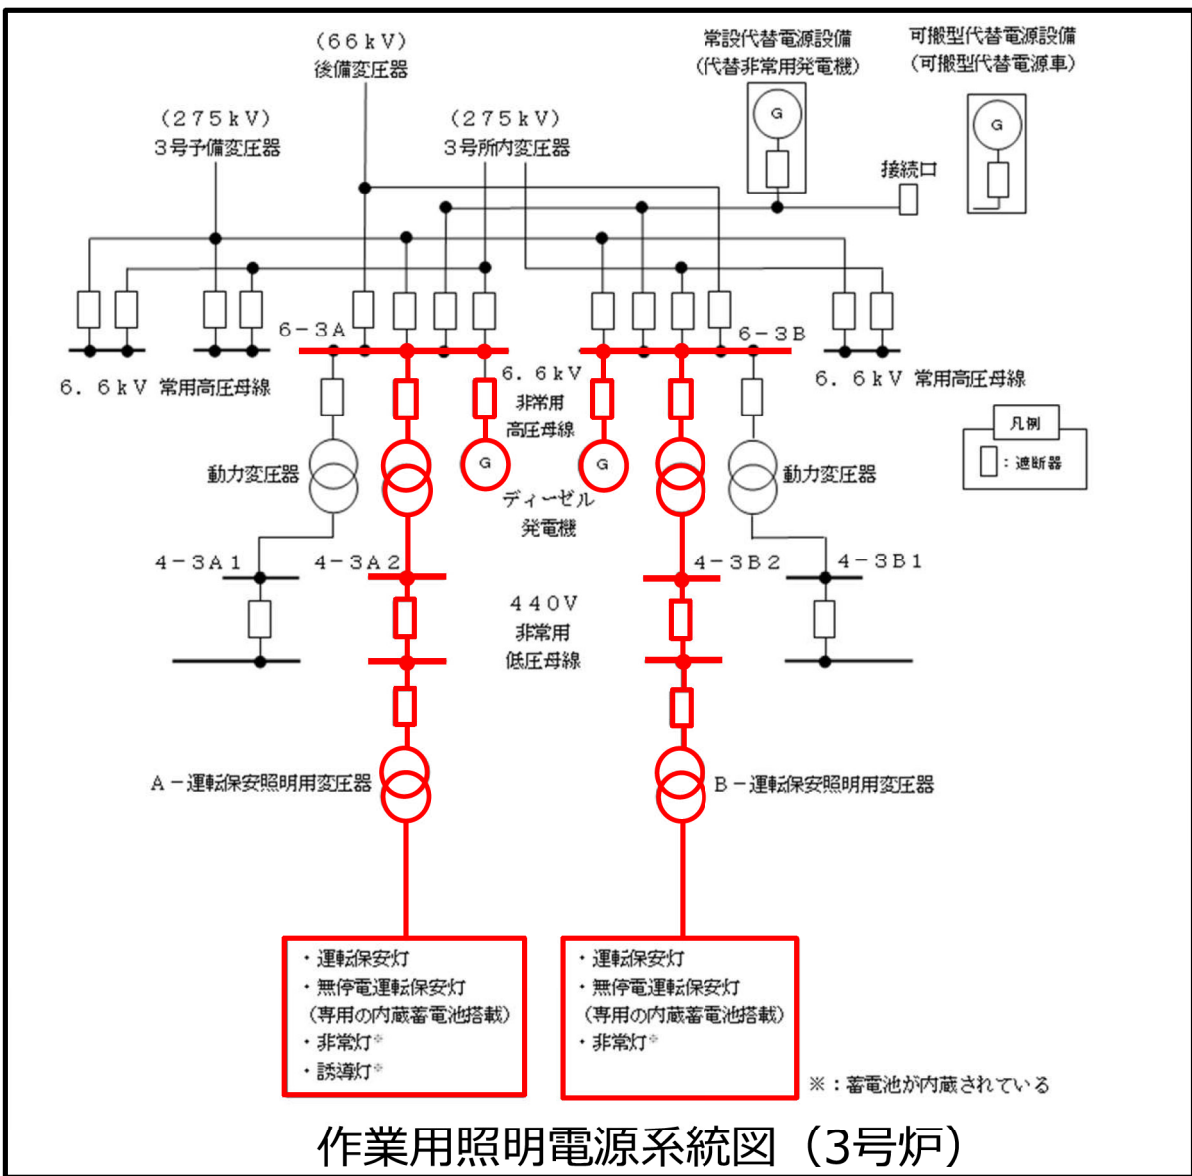 (66kV)
後備変圧器
常設代替電源設備
(代替非常用発電機)
可搬型代替電源設備
(可搬型代替電源車)
G
G
(275kV)
3号予備変圧器
(275kV)
3号所内変圧器
接続口
6-3A
6-3B
6.6kV 常用高圧母線
6.6kV
非常用
高圧母線
6.6kV 常用高圧母線
凡例
:遮断器
動力変圧器
G
G
動力変圧器
ディーゼル
発電機
4-3A1
4-3A2
4-3B2
4-3B1
440V
非常用
低圧母線
A-運転保安照明用変圧器
B-運転保安照明用変圧器
・運転保安灯
・無停電運転保安灯
(専用の内蔵蓄電池搭載)
・非常灯※
・誘導灯※
・運転保安灯
・無停電運転保安灯
(専用の内蔵蓄電池搭載)
・非常灯※
※:蓄電池が内蔵されている
作業用照明電源系統図(3号炉)